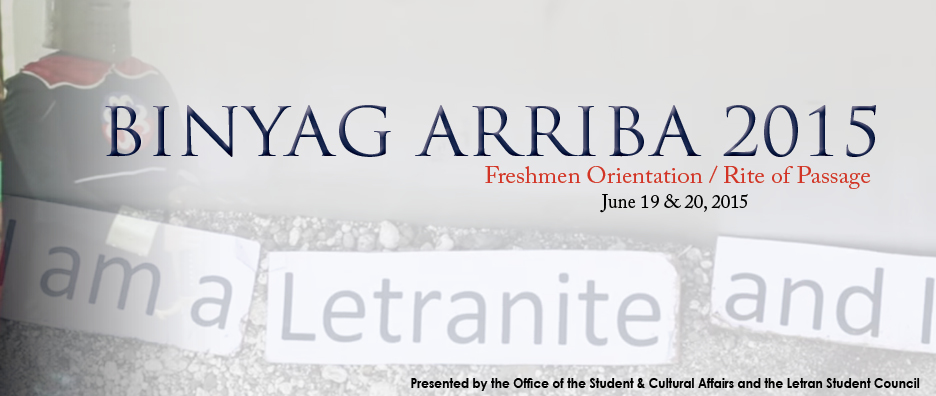 BINYAG ARRIBA 2015
Freshmen Orientation / Rite of Passage
June 19 & 20, 2015
I am a Letranite and I
Presented by the Office of the Student & Cultural Affairs and the Letran Student Council